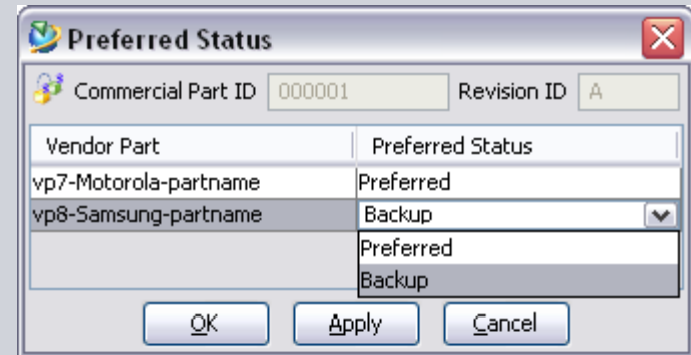 Preferred Status
Commercial Part ID 000001 Revision ID A
Vendor Part Preferred Status
vp7-Motorola-partname Preferred
vp8-Samsung-partname Backup
Preferred
Backup
OK Apply Cancel